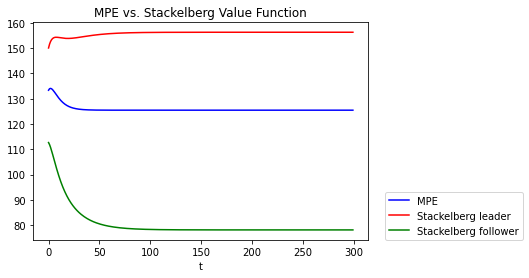 MPE vs. Stackelberg Value Function
160
150
140
130
120
110
100
90
80
0 50 100 150 200 250 300
t
MPE
Stackelberg leader
Stackelberg follower